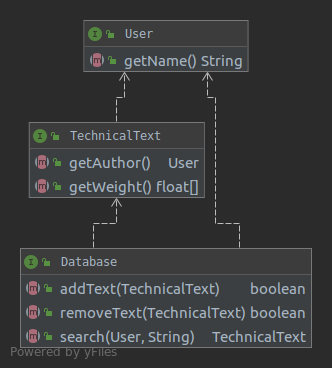 I User
m getName() String
I TechnicalText
m getAuthor() User
m getWeight() float[]
I Database
m addText(TechnicalText) boolean
m removeText(TechnicalText) boolean
m search(User, String) TechnicalText
Powered by yFiles